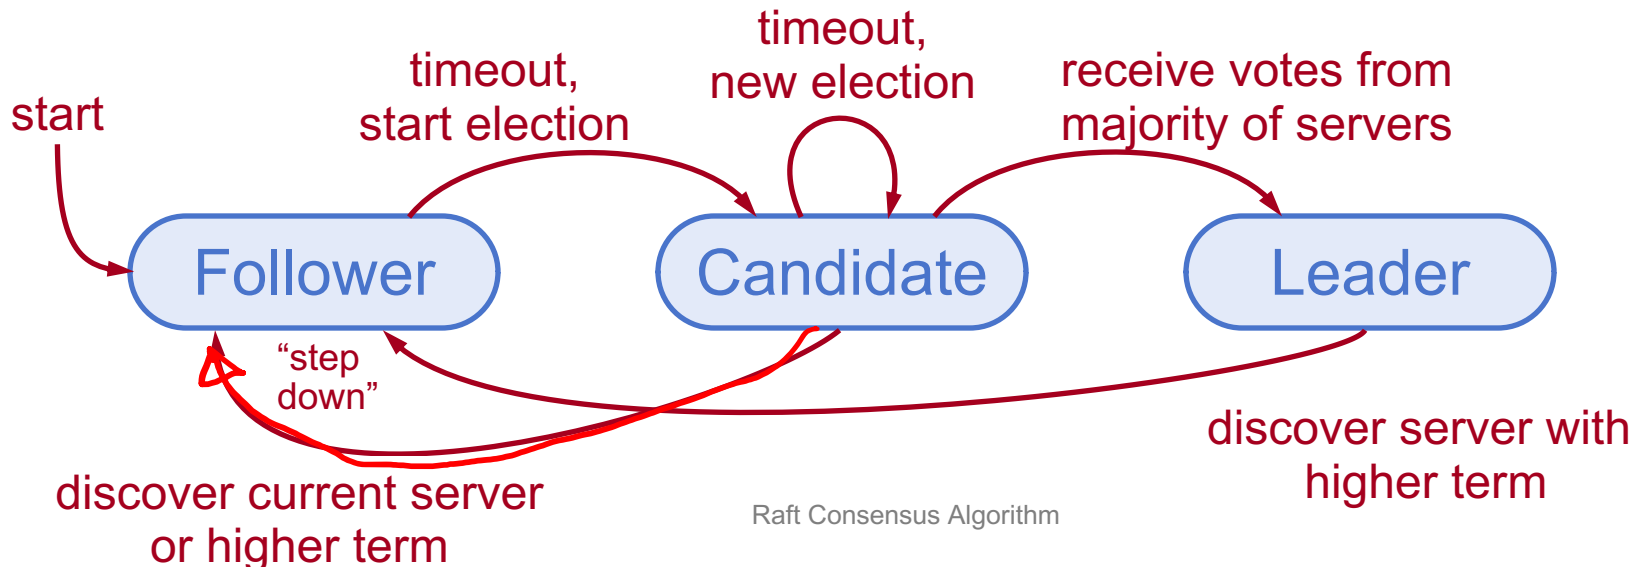 timeout,
new election
timeout,
start election
receive votes from
majority of servers
start
Follower
Candidate
Leader
“step
down”
discover server with
higher term
discover current server
or higher term
Raft Consensus Algorithm